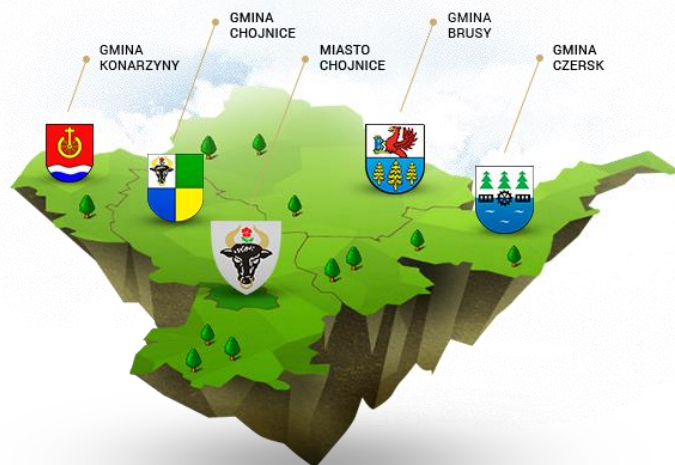 GMINA
KONARZYNY
GMINA
CHOJNICE
MIASTO
CHOJNICE
GMINA
BRUSY
GMINA
CZERSK